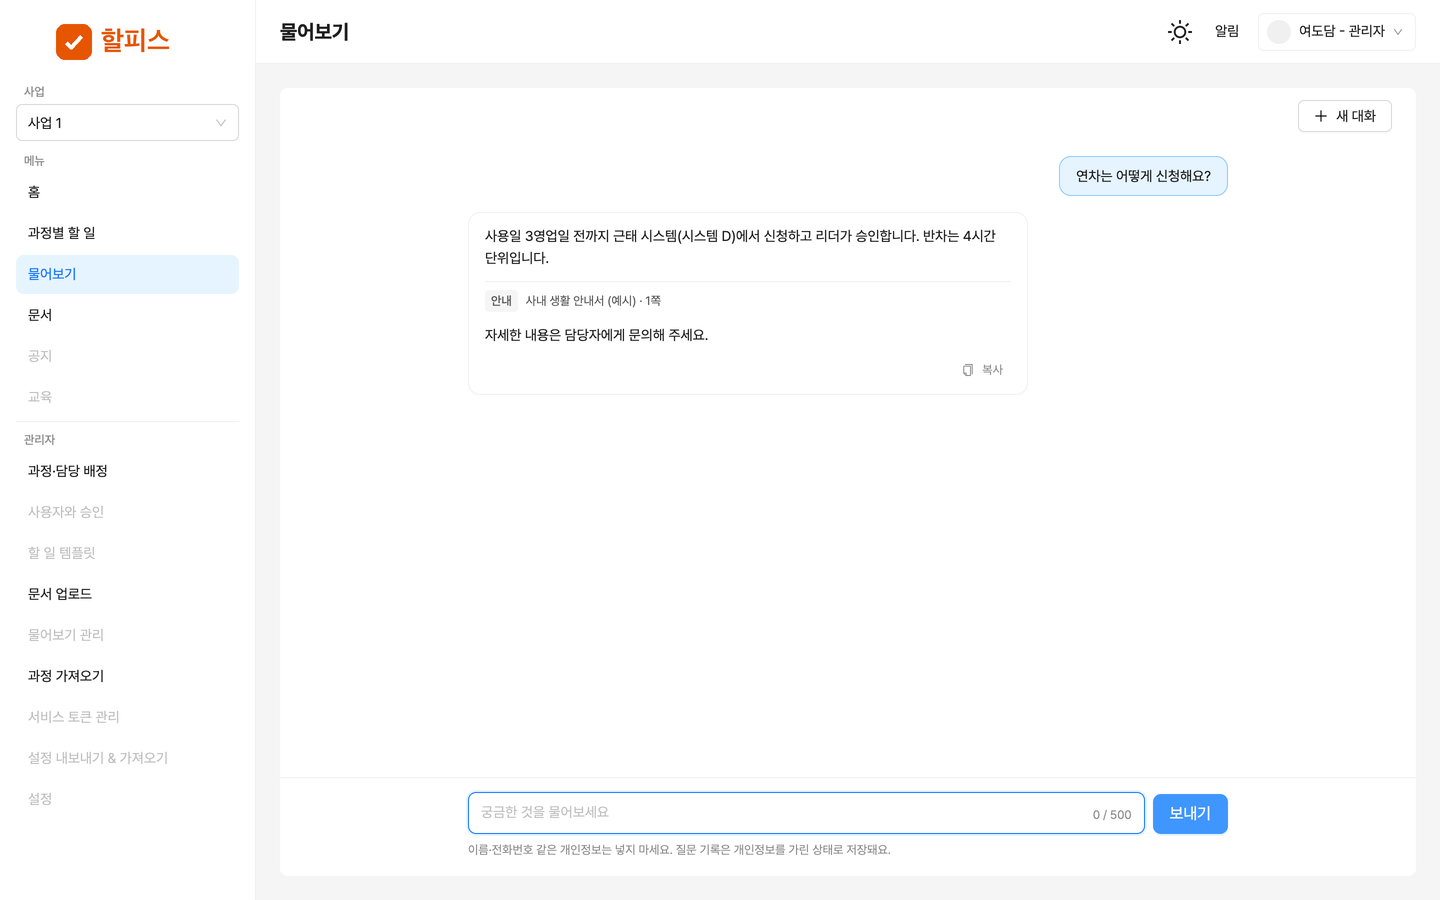 할피스
사업
사업 1
메뉴
홈
과정별 할 일
물어보기
문서
공지
교육
관리자
과정·담당 배정
사용자와 승인
할 일 템플릿
문서 업로드
물어보기 관리
과정 가져오기
서비스 토큰 관리
설정 내보내기 & 가져오기
설정
물어보기
알림
여도담 - 관리자
새 대화
연차는 어떻게 신청해요?
사용일 3영업일 전까지 근태 시스템(시스템 D)에서 신청하고 리더가 승인합니다. 반차는 4시간
단위입니다.
안내 사내 생활 안내서 (예시) · 1쪽
자세한 내용은 담당자에게 문의해 주세요.
복사
궁금한 것을 물어보세요
0 / 500
보내기
이름·전화번호 같은 개인정보는 넣지 마세요. 질문 기록은 개인정보를 가린 상태로 저장돼요.